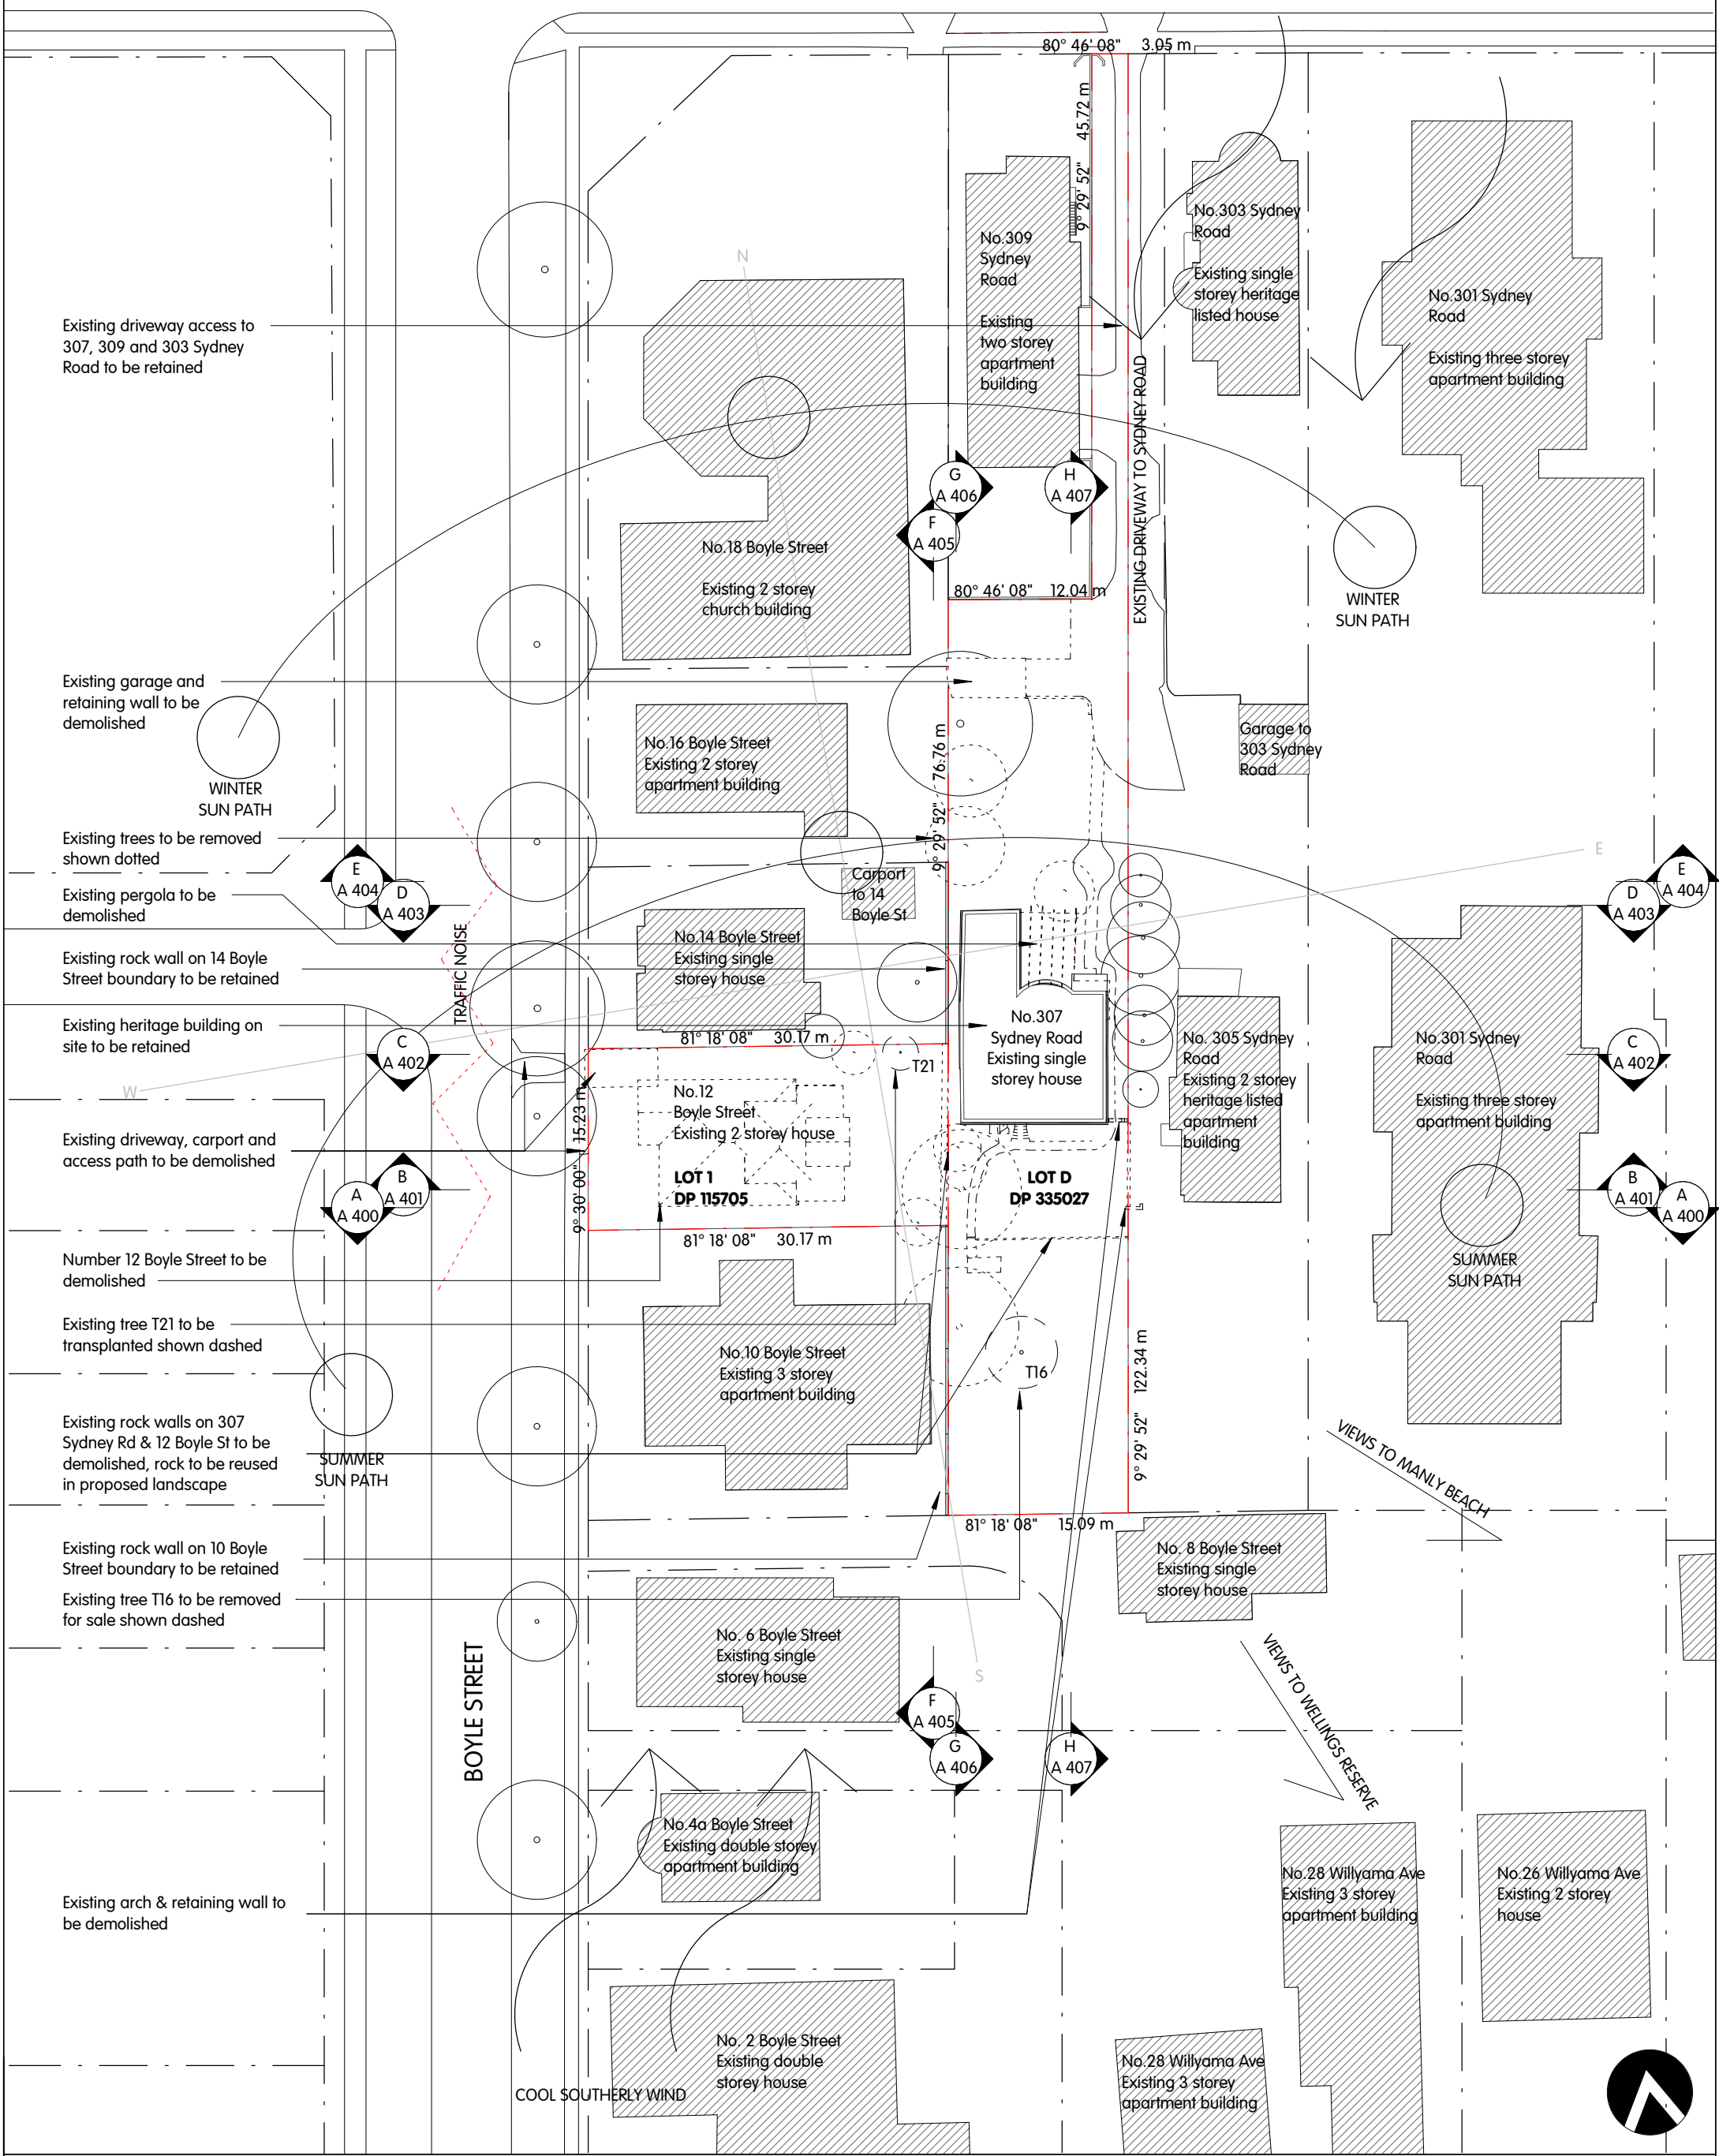 80° 46' 08" 3.05 m
9° 29' 52" 45.72 m
No.303 Sydney
Road
Existing single
storey heritage
listed house
No.309
Sydney
Road
Existing
two storey
apartment
building
No.301 Sydney
Road
Existing three storey
apartment building
N
Existing driveway access to
307, 309 and 303 Sydney
Road to be retained
EXISTING DRIVEWAY TO SYDNEY ROAD
G
A 406
H
A 407
F
A 405
No.18 Boyle Street
Existing 2 storey
church building
80° 46' 08" 12.04 m
WINTER
SUN PATH
Existing garage and
retaining wall to be
demolished
No.16 Boyle Street
Existing 2 storey
apartment building
9° 29' 52" 76.76 m
Garage to
303 Sydney
Road
WINTER
SUN PATH
Existing trees to be removed
shown dotted
E
E
A 404
D
A 403
Carport
to 14
Boyle St
D
A 403
E
A 404
Existing pergola to be
demolished
TRAFFIC NOISE
No.14 Boyle Street
Existing single
storey house
Existing rock wall on 14 Boyle
Street boundary to be retained
Existing heritage building on
site to be retained
81° 18' 08" 30.17 m
No.307
Sydney Road
Existing single
storey house
No. 305 Sydney
Road
Existing 2 storey
heritage listed
apartment
building
No.301 Sydney
Road
Existing three storey
apartment building
C
A 402
C
A 402
T21
W
No.12
Boyle Street
Existing 2 storey house
9° 30' 00" 15.23 m
Existing driveway, carport and
access path to be demolished
LOT 1
DP 115705
LOT D
DP 335027
B
A 401
A
A 400
B
A 401
A
A 400
81° 18' 08" 30.17 m
Number 12 Boyle Street to be
demolished
SUMMER
SUN PATH
Existing tree T21 to be
transplanted shown dashed
No.10 Boyle Street
Existing 3 storey
apartment building
T16
9° 29' 52" 122.34 m
Existing rock walls on 307
Sydney Rd & 12 Boyle St to be
demolished, rock to be reused
in proposed landscape
SUMMER
SUN PATH
VIEWS TO MANLY BEACH
81° 18' 08" 15.09 m
Existing rock wall on 10 Boyle
Street boundary to be retained
No. 8 Boyle Street
Existing single
storey house
Existing tree T16 to be removed
for sale shown dashed
No. 6 Boyle Street
Existing single
storey house
S
VIEWS TO WELLINGS RESERVE
BOYLE STREET
F
A 405
G
A 406
H
A 407
No.4a Boyle Street
Existing double storey
apartment building
No.28 Willyama Ave
Existing 3 storey
apartment building
No.26 Willyama Ave
Existing 2 storey
house
Existing arch & retaining wall to
be demolished
No. 2 Boyle Street
Existing double
storey house
COOL SOUTHERLY WIND
No.28 Willyama Ave
Existing 3 storey
apartment building